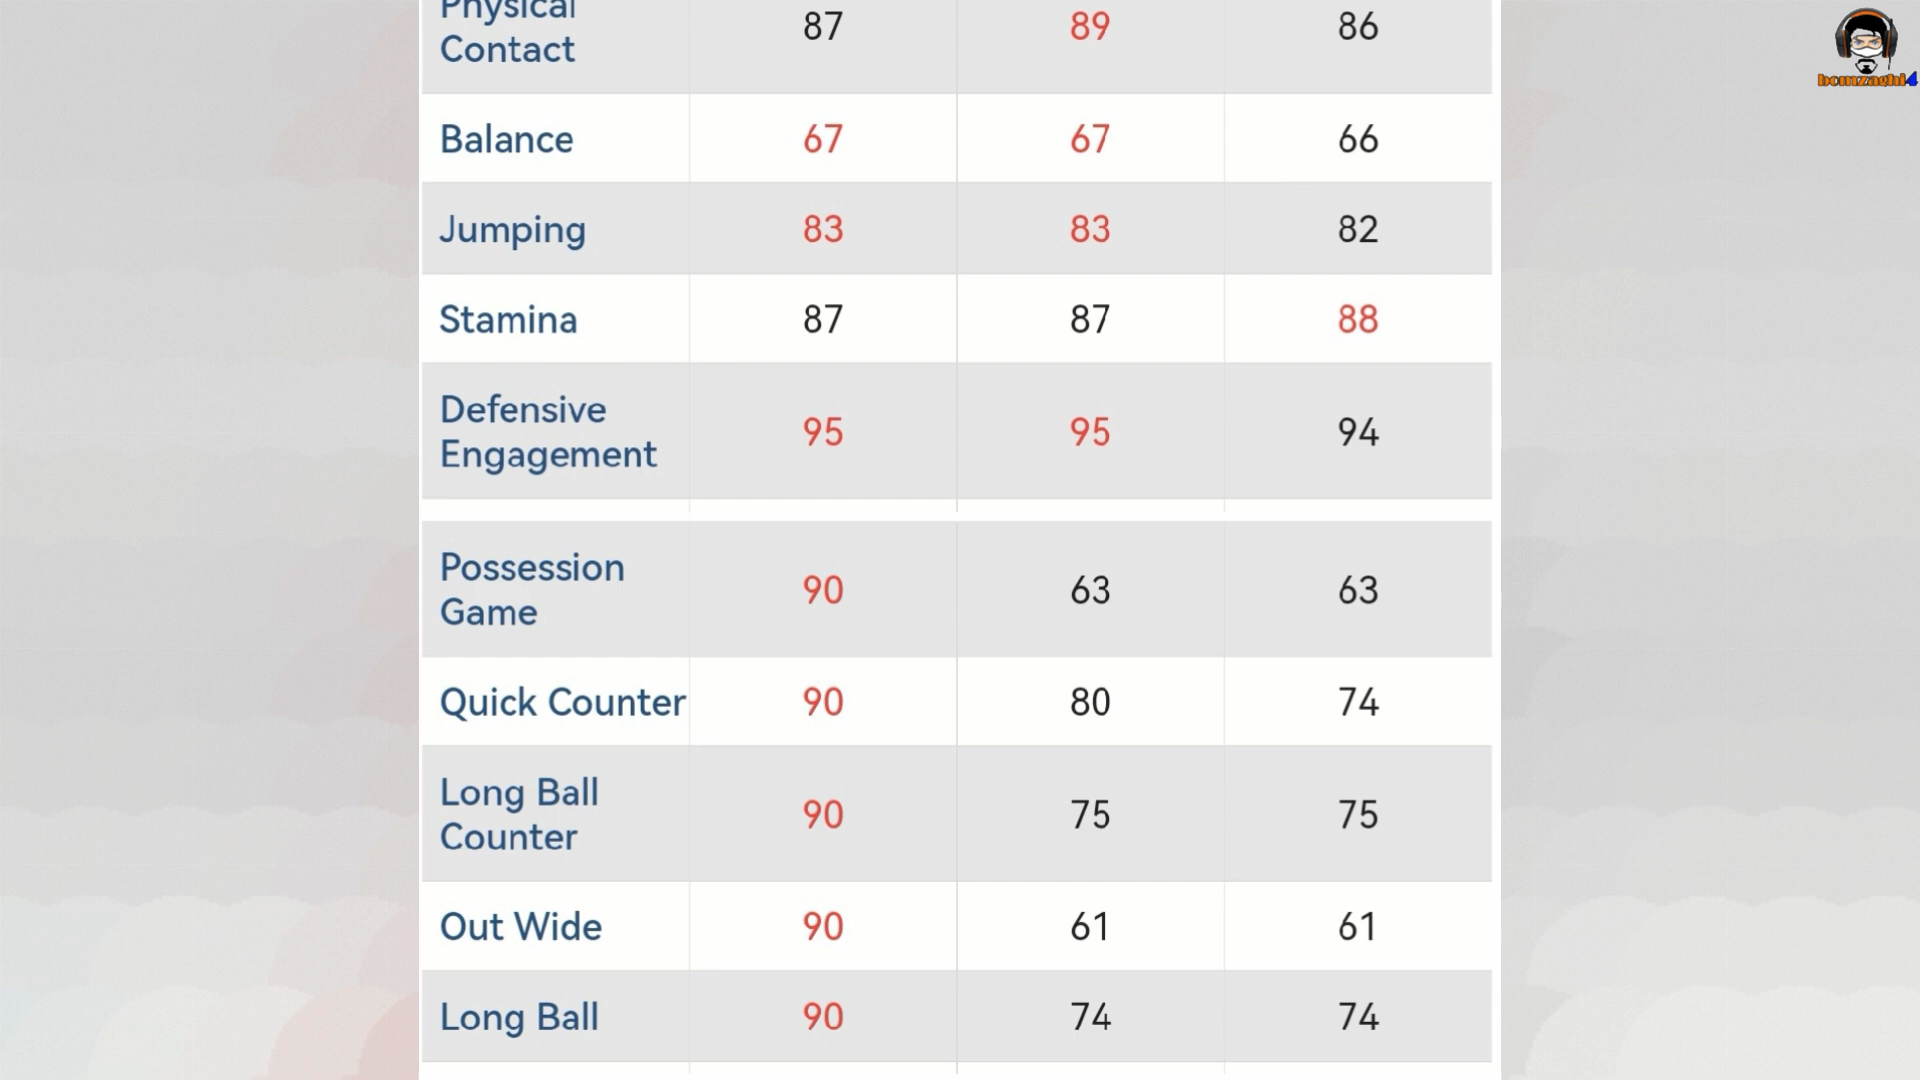 Physical
Contact 87 89 86
Balance 67 67 66
Jumping 83 83 82
Stamina 87 87 88
Defensive
Engagement 95 95 94
Possession
Game 90 63 63
Quick Counter 90 80 74
Long Ball
Counter 90 75 75
Out Wide 90 61 61
Long Ball 90 74 74
bomzaghi4